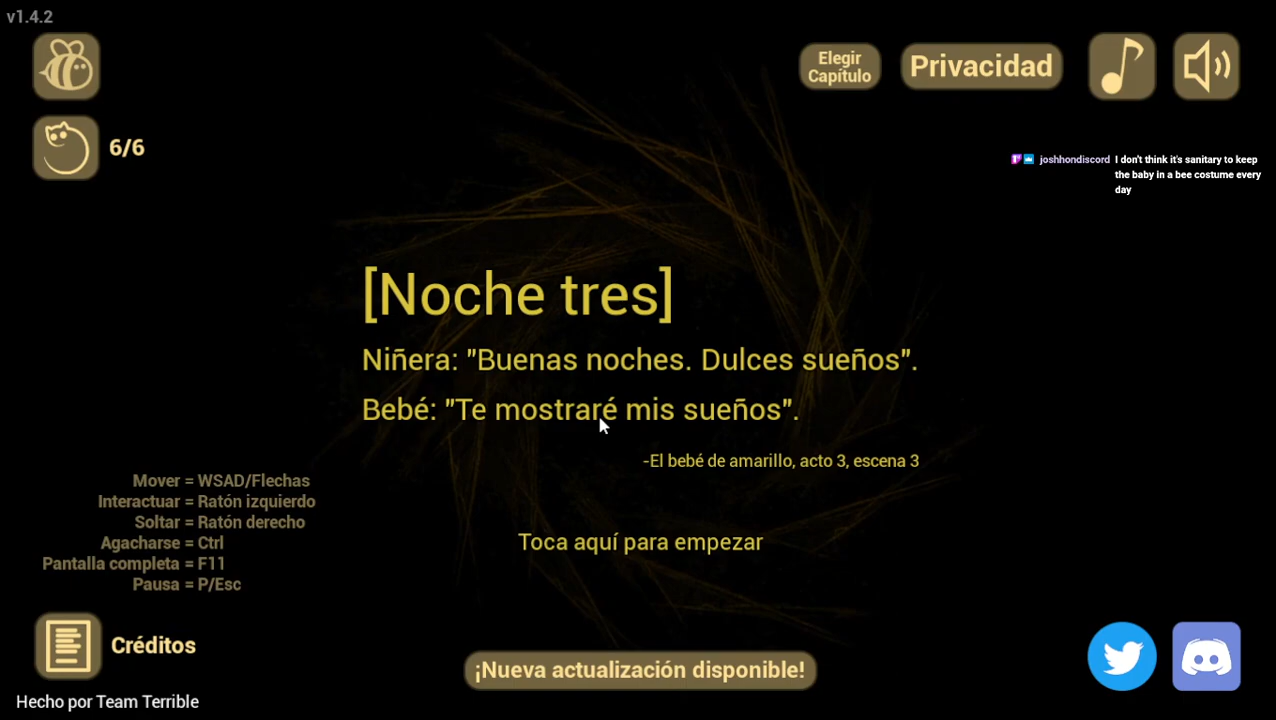 v1.4.2
Elegir
Capítulo
Privacidad
6/6
joshhondiscord I don't think it's sanitary to keep
the baby in a bee costume every
day
[Noche tres]
Niñera: "Buenas noches. Dulces sueños".
Bebé: "Te mostraré mis sueños".
-El bebé de amarillo, acto 3, escena 3
Mover = WSAD/Flechas
Interactuar = Ratón izquierdo
Soltar = Ratón derecho
Agacharse = Ctrl
Pantalla completa = F11
Pausa = P/Esc
Toca aquí para empezar
Créditos
¡Nueva actualización disponible!
Hecho por Team Terrible